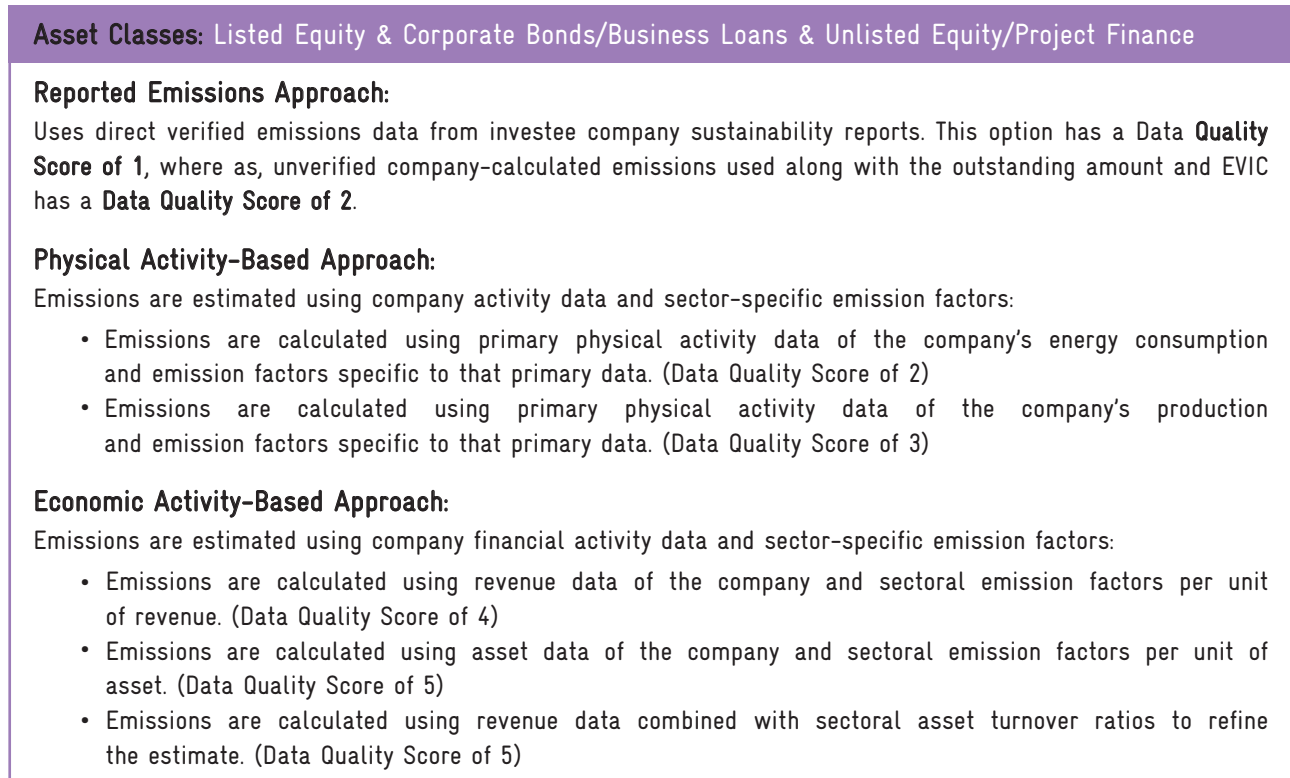 Asset Classes: Listed Equity & Corporate Bonds/Business Loans & Unlisted Equity/Project Finance
Reported Emissions Approach:
Uses direct verified emissions data from investee company sustainability reports. This option has a Data Quality
Score of 1, where as, unverified company-calculated emissions used along with the outstanding amount and EVIC
has a Data Quality Score of 2.
Physical Activity-Based Approach:
Emissions are estimated using company activity data and sector-specific emission factors:
• Emissions are calculated using primary physical activity data of the company's energy consumption
and emission factors specific to that primary data. (Data Quality Score of 2)
• Emissions are calculated using primary physical activity data of the company's production
and emission factors specific to that primary data. (Data Quality Score of 3)
Economic Activity-Based Approach:
Emissions are estimated using company financial activity data and sector-specific emission factors:
• Emissions are calculated using revenue data of the company and sectoral emission factors per unit
of revenue. (Data Quality Score of 4)
• Emissions are calculated using asset data of the company and sectoral emission factors per unit of
asset. (Data Quality Score of 5)
• Emissions are calculated using revenue data combined with sectoral asset turnover ratios to refine
the estimate. (Data Quality Score of 5)